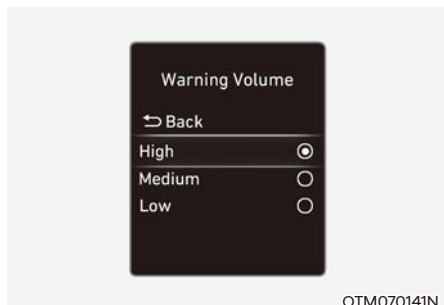 Warning Volume
Back
High
Medium
Low
OTM070141N